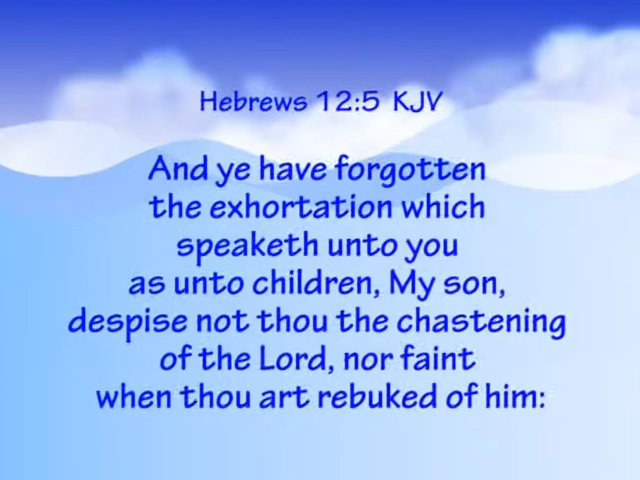 Hebrews 12:5 KJV
And ye have forgotten
the exhortation which
speaketh unto you
as unto children, My son,
despise not thou the chastening
of the Lord, nor faint
when thou art rebuked of him: